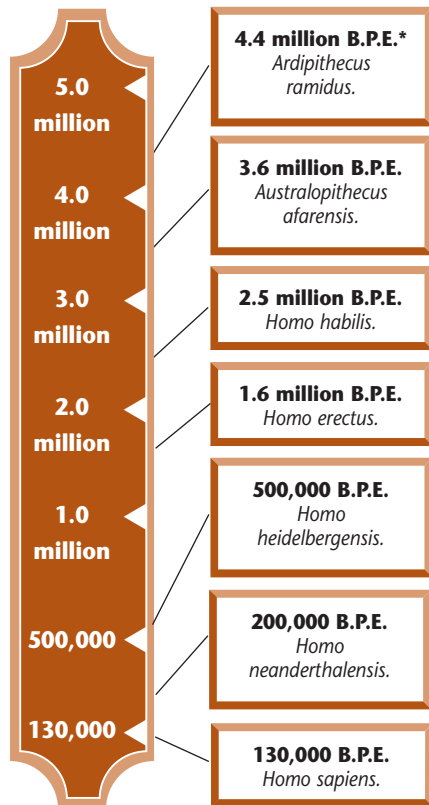 5.0
million
4.0
million
3.0
million
2.0
million
1.0
million
500,000
130,000
4.4 million B.P.E.*
Ardipithecus
ramidus.
3.6 million B.P.E.
Australopithecus
afarensis.
2.5 million B.P.E.
Homo habilis.
1.6 million B.P.E.
Homo erectus.
500,000 B.P.E.
Homo
heidelbergensis.
200,000 B.P.E.
Homo
neanderthalensis.
130,000 B.P.E.
Homo sapiens.